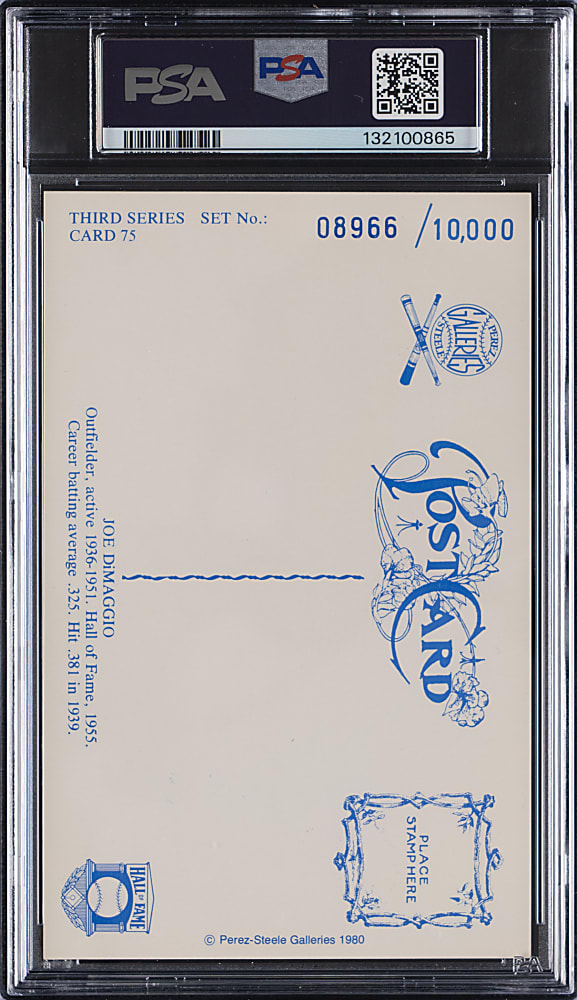 PSA
PSA
132100865
THIRD SERIES SET No.:
CARD 75
08966 /10,000
PEREZ
GALLERIES
STEELE
POSTCARD
JOE DiMAGGIO
Outfielder, active 1936-1951. Hall of Fame, 1955.
Career batting average .325. Hit .381 in 1939.
PLACE
STAMP HERE
HALL OF FAME
© Perez-Steele Galleries 1980
PSA